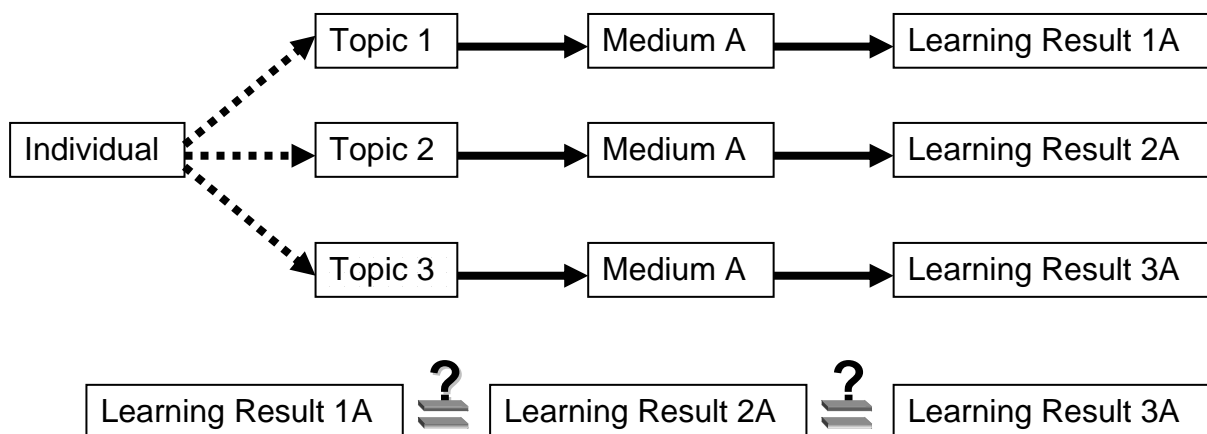 Topic 1 Medium A Learning Result 1A
Individual Topic 2 Medium A Learning Result 2A
Topic 3 Medium A Learning Result 3A
? ?
Learning Result 1A = Learning Result 2A = Learning Result 3A